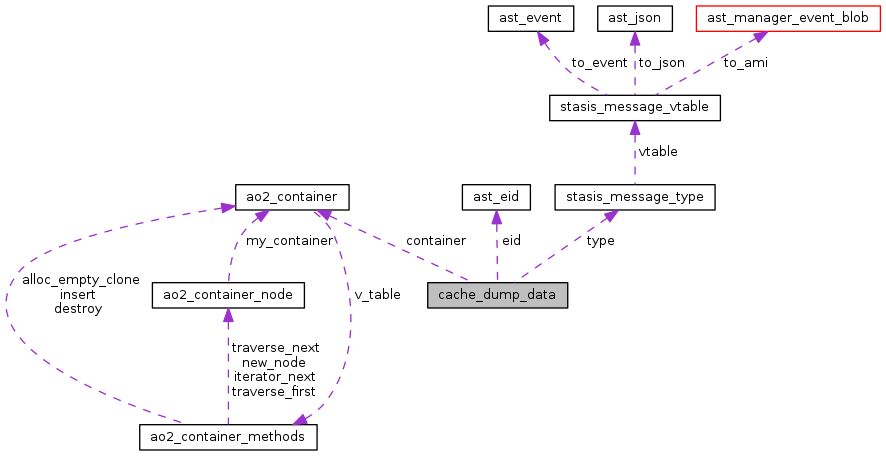 ast_event
ast_json
ast_manager_event_blob
to_event
to_json
to_ami
stasis_message_vtable
vtable
ao2_container
ast_eid
stasis_message_type
my_container
container
eid
type
alloc_empty_clone
insert
destroy
ao2_container_node
v_table
cache_dump_data
traverse_next
new_node
iterator_next
traverse_first
ao2_container_methods